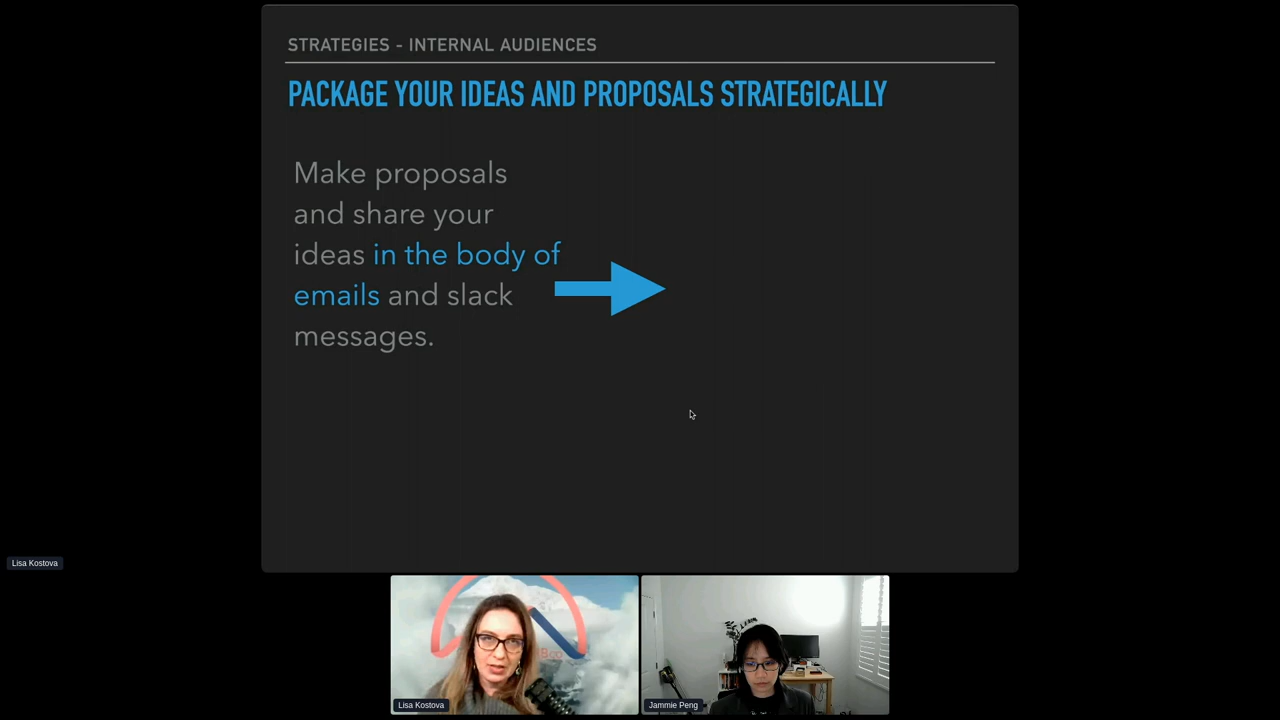 STRATEGIES - INTERNAL AUDIENCES
PACKAGE YOUR IDEAS AND PROPOSALS STRATEGICALLY
Make proposals
and share your
ideas in the body of
emails and slack
messages.
Lisa Kostova
Lisa Kostova
Jammie Peng